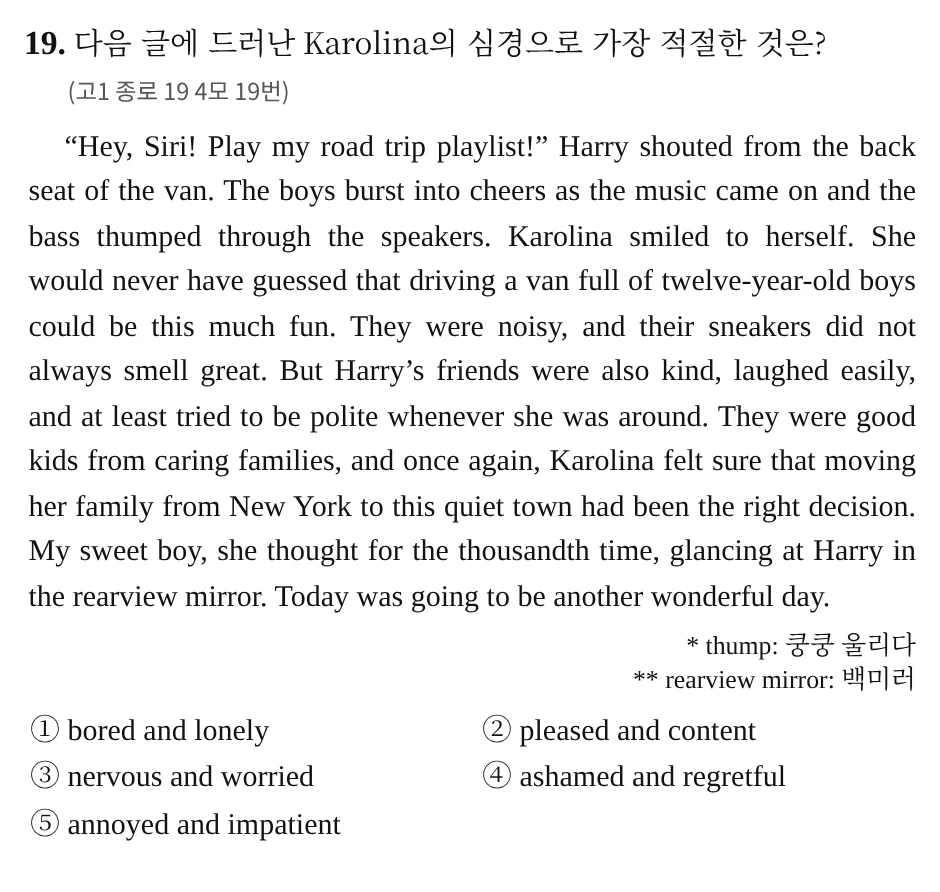 19. 다음 글에 드러난 Karolina의 심경으로 가장 적절한 것은?
(고1 종로 19 4모 19번)
“Hey, Siri! Play my road trip playlist!” Harry shouted from the back
seat of the van. The boys burst into cheers as the music came on and the
bass thumped through the speakers. Karolina smiled to herself. She
would never have guessed that driving a van full of twelve-year-old boys
could be this much fun. They were noisy, and their sneakers did not
always smell great. But Harry’s friends were also kind, laughed easily,
and at least tried to be polite whenever she was around. They were good
kids from caring families, and once again, Karolina felt sure that moving
her family from New York to this quiet town had been the right decision.
My sweet boy, she thought for the thousandth time, glancing at Harry in
the rearview mirror. Today was going to be another wonderful day.
* thump:쿵쿵 울리다
** rearview mirror: 백미러
① bored and lonely ② pleased and content
③ nervous and worried ④ ashamed and regretful
⑤ annoyed and impatient